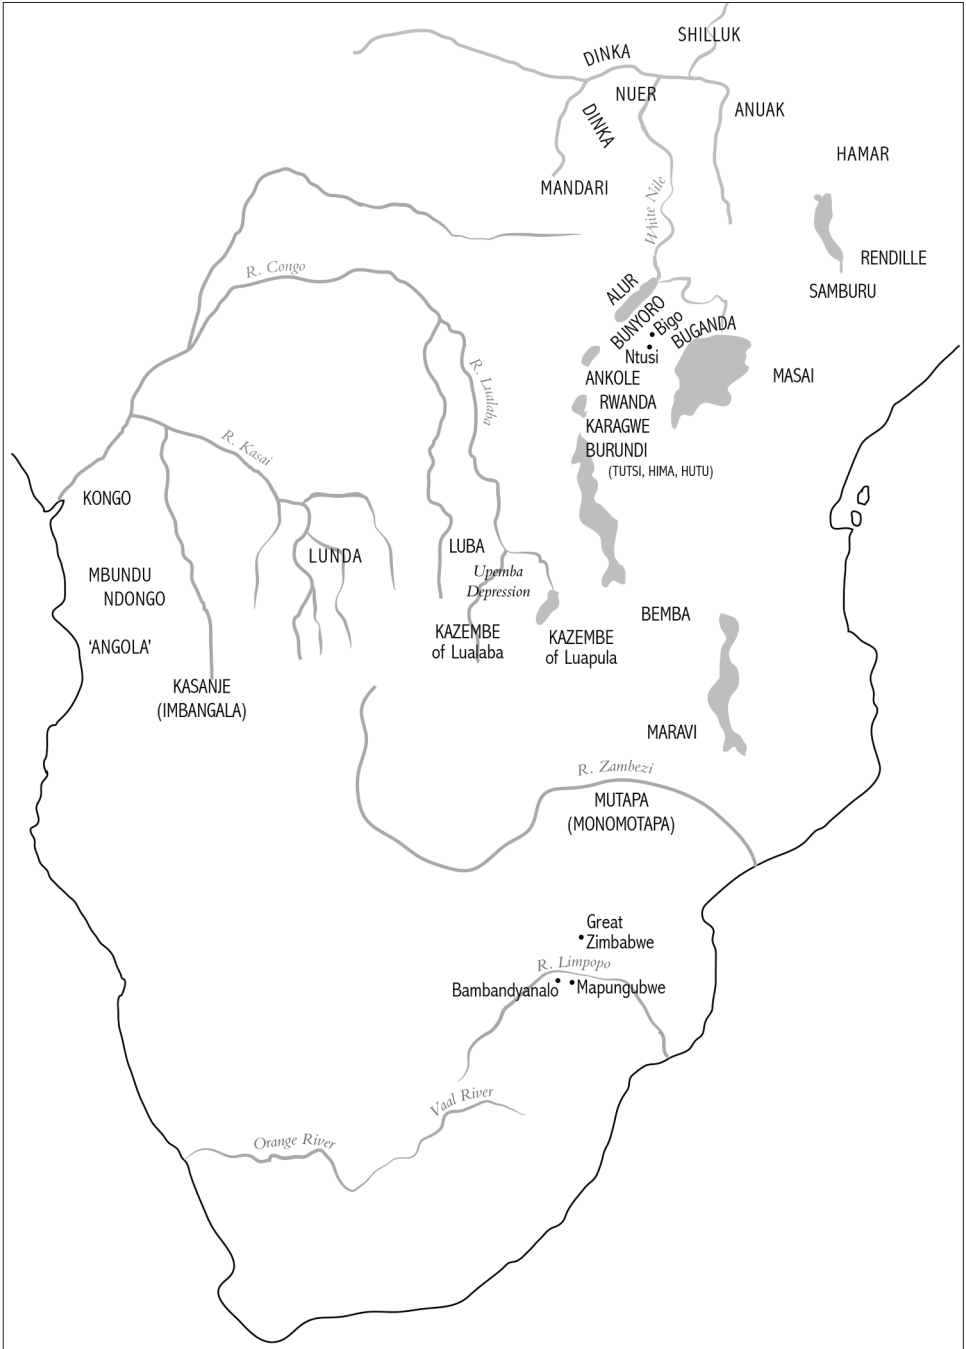 SHILLUK
DINKA
NUER
ANUAK
DINKA
HAMAR
MANDARI
White Nile
RENDILLE
R. Congo
SAMBURU
ALUR
BUNYORO
Bigo
BUGANDA
Ntusi
R. Lualaba
ANKOLE
MASAI
RWANDA
KARAGWE
R. Kasai
BURUNDI
(TUTSI, HIMA, HUTU)
KONGO
LUBA
LUNDA
Upemba
Depression
MBUNDU
NDONGO
BEMBA
KAZEMBE
of Lualaba
KAZEMBE
of Luapula
‘ANGOLA’
KASANJE
(IMBANGALA)
MARAVI
R. Zambezi
MUTAPA
(MONOMOTAPA)
Great
Zimbabwe
R. Limpopo
Bambandyanalo
Mapungubwe
Vaal River
Orange River